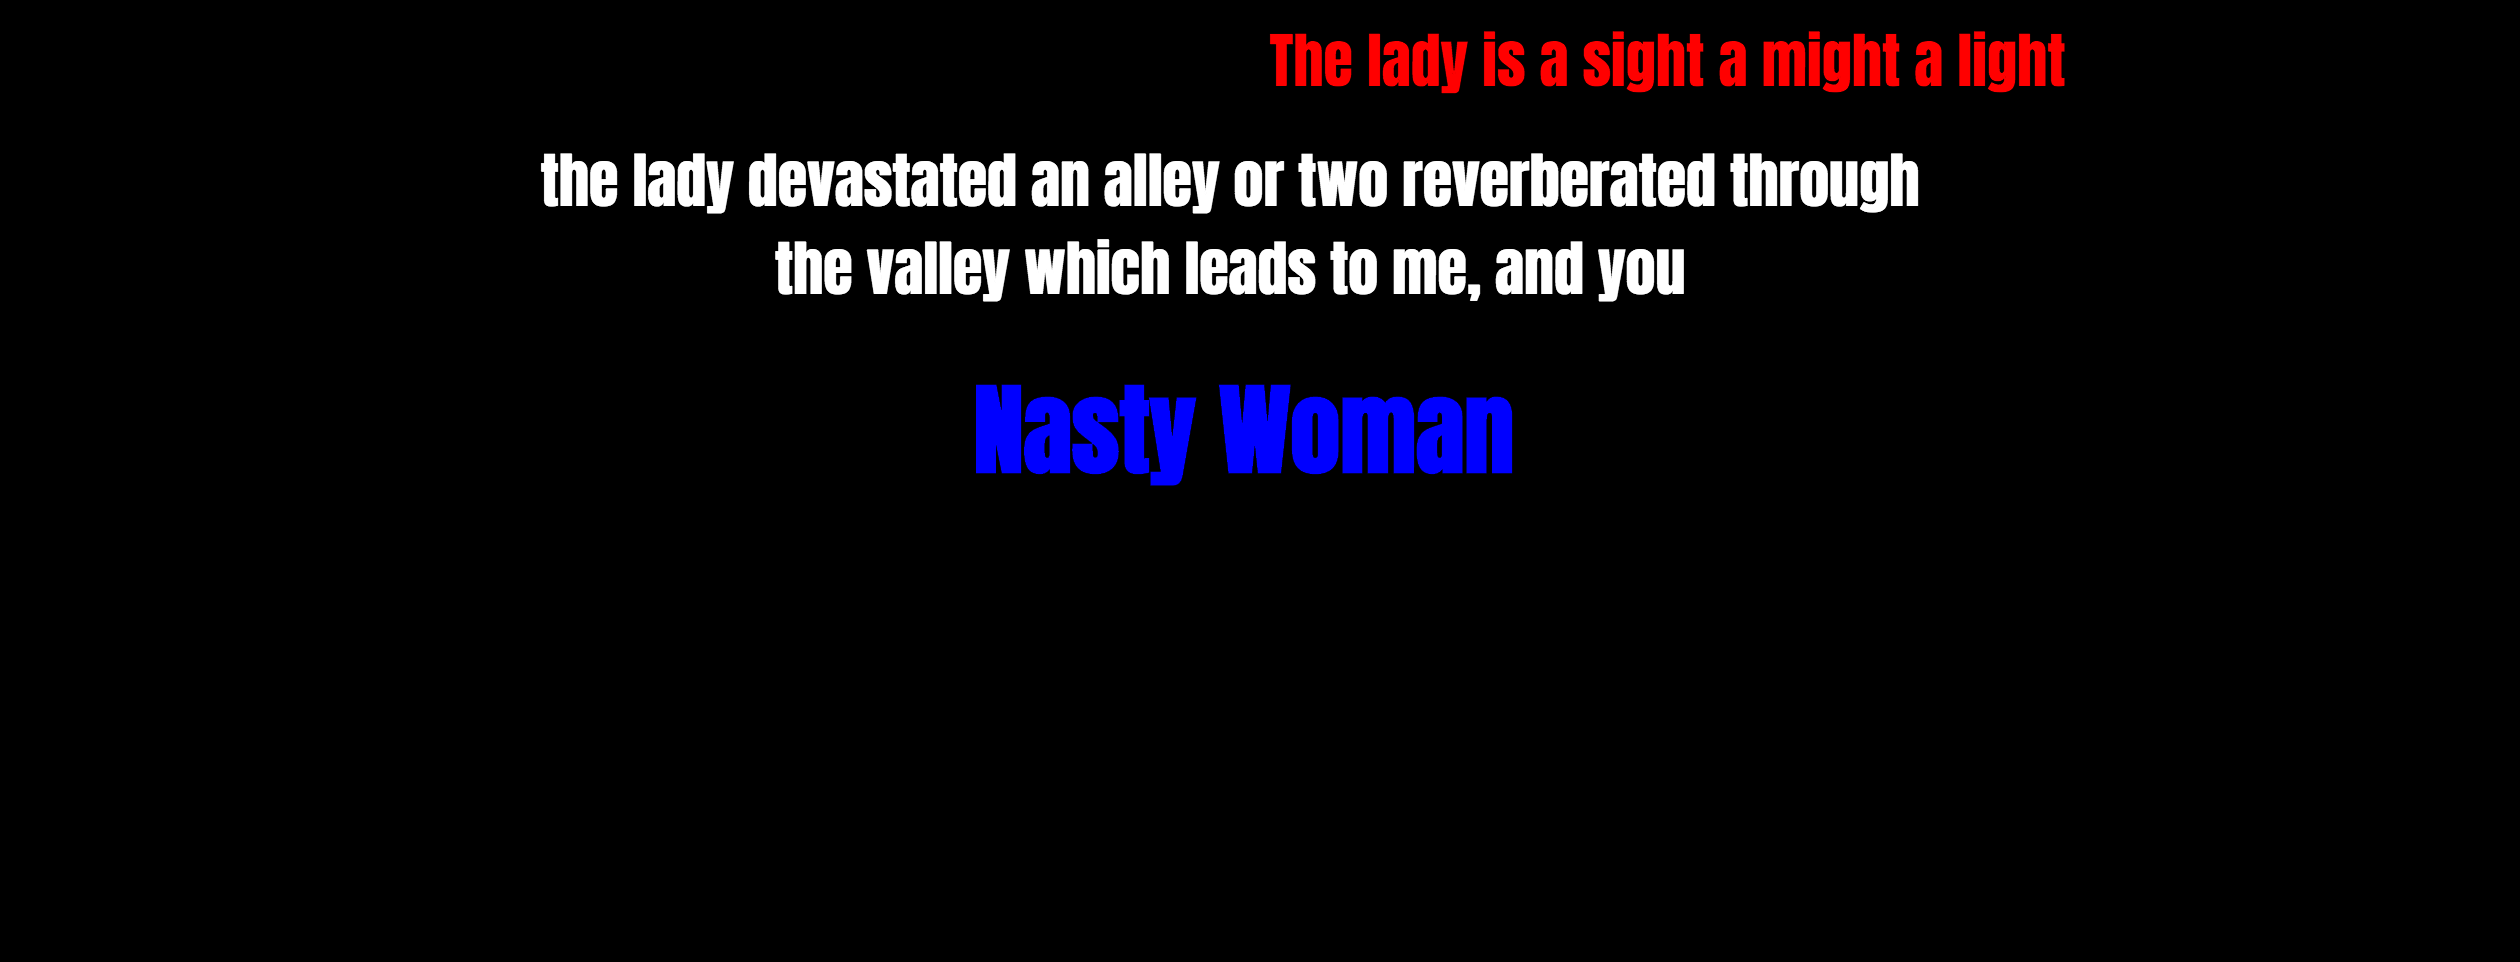 The lady is a sight a might a light
the lady devastated an alley or two reverberated through
the valley which leads to me, and you
Nasty Woman